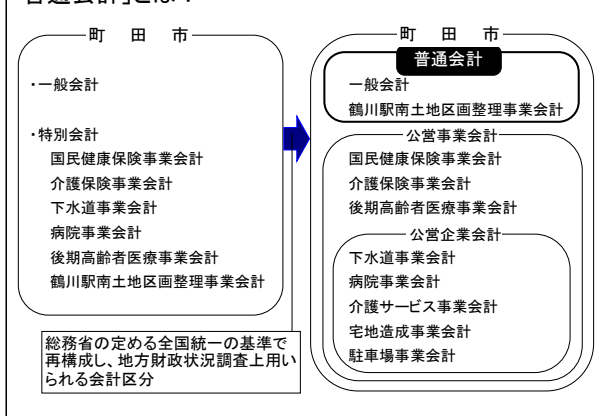 普通会計」とは?
町 田 市
・一般会計
・特別会計
国民健康保険事業会計
介護保険事業会計
下水道事業会計
病院事業会計
後期高齢者医療事業会計
鶴川駅南土地区画整理事業会計
総務省の定める全国統一の基準で
再構成し、地方財政状況調査上用い
られる会計区分
町 田 市
普通会計
一般会計
鶴川駅南土地区画整理事業会計
公営事業会計
国民健康保険事業会計
介護保険事業会計
後期高齢者医療事業会計
公営企業会計
下水道事業会計
病院事業会計
介護サービス事業会計
宅地造成事業会計
駐車場事業会計